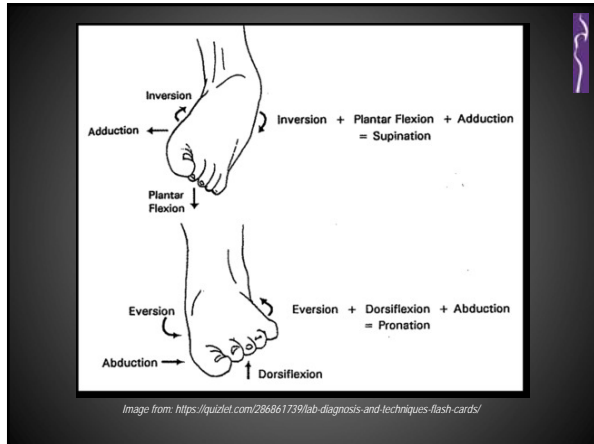 Inversion
Adduction
Inversion + Plantar Flexion + Adduction
= Supination
Plantar
Flexion
Eversion
Eversion + Dorsiflexion + Abduction
= Pronation
Abduction
Dorsiflexion
Image from: https://quizlet.com/286861739/lab-diagnosis-and-techniques-flash-cards/